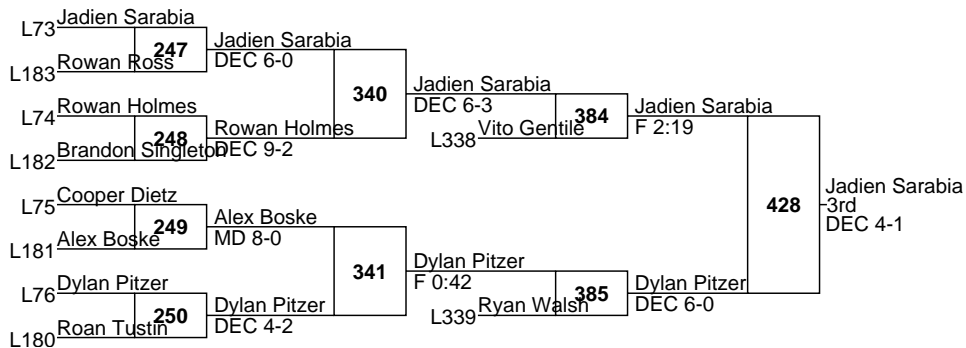 L73 Jadien Sarabia
247
L183 Rowan Ross
Jadien Sarabia
DEC 6-0
L74 Rowan Holmes
248
L182 Brandon Singleton
Rowan Holmes
DEC 9-2
340
Jadien Sarabia
DEC 6-3
L338 Vito Gentile
384
Jadien Sarabia
F 2:19
L75 Cooper Dietz
249
L181 Alex Boske
Alex Boske
MD 8-0
L76 Dylan Pitzer
250
L180 Roan Tustin
Dylan Pitzer
DEC 4-2
341
Dylan Pitzer
F 0:42
L339 Ryan Walsh
385
Dylan Pitzer
DEC 6-0
428
Jadien Sarabia
3rd
DEC 4-1